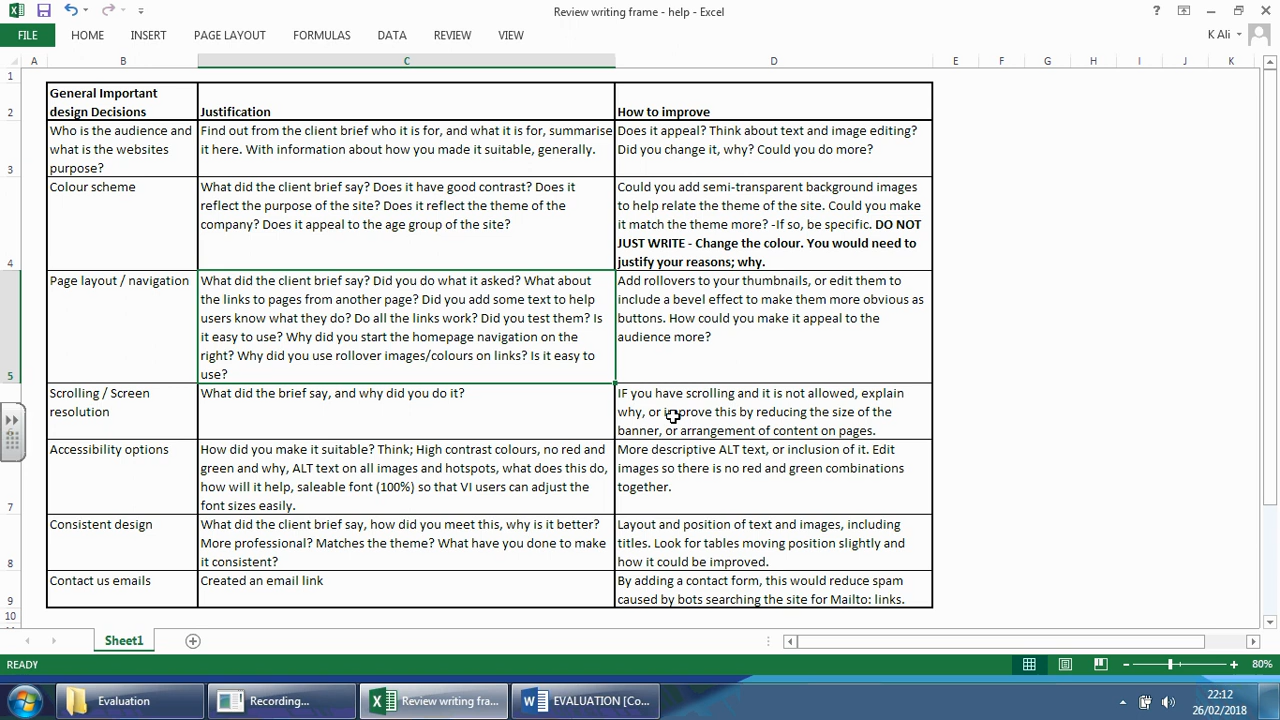 Review writing frame - help - Excel
?
FILE HOME INSERT PAGE LAYOUT FORMULAS DATA REVIEW VIEW K Ali
A B C D E F G H I J K
1
2
3
4
5
7
8
9
10
General Important
design Decisions
Justification
How to improve
Who is the audience and
what is the websites
purpose?
Find out from the client brief who it is for, and what it is for, summarise
it here. With information about how you made it suitable, generally.
Does it appeal? Think about text and image editing?
Did you change it, why? Could you do more?
Colour scheme
What did the client brief say? Does it have good contrast? Does it
reflect the purpose of the site? Does it reflect the theme of the
company? Does it appeal to the age group of the site?
Could you add semi-transparent background images
to help relate the theme of the site. Could you make
it match the theme more? -If so, be specific. DO NOT
JUST WRITE - Change the colour. You would need to
justify your reasons; why.
Page layout / navigation
What did the client brief say? Did you do what it asked? What about
the links to pages from another page? Did you add some text to help
users know what they do? Do all the links work? Did you test them? Is
it easy to use? Why did you start the homepage navigation on the
right? Why did you use rollover images/colours on links? Is it easy to
use?
Add rollovers to your thumbnails, or edit them to
include a bevel effect to make them more obvious as
buttons. How could you make it appeal to the
audience more?
Scrolling / Screen
resolution
What did the brief say, and why did you do it?
IF you have scrolling and it is not allowed, explain
why, or improve this by reducing the size of the
banner, or arrangement of content on pages.
Accessibility options
How did you make it suitable? Think; High contrast colours, no red and
green and why, ALT text on all images and hotspots, what does this do,
how will it help, saleable font (100%) so that VI users can adjust the
font sizes easily.
More descriptive ALT text, or inclusion of it. Edit
images so there is no red and green combinations
together.
Consistent design
What did the client brief say, how did you meet this, why is it better?
More professional? Matches the theme? What have you done to make
it consistent?
Layout and position of text and images, including
titles. Look for tables moving position slightly and
how it could be improved.
Contact us emails
Created an email link
By adding a contact form, this would reduce spam
caused by bots searching the site for Mailto: links.
Sheet1
READY
80%
Evaluation
Recording...
Review writing fra...
EVALUATION [Co...
22:12
26/02/2018